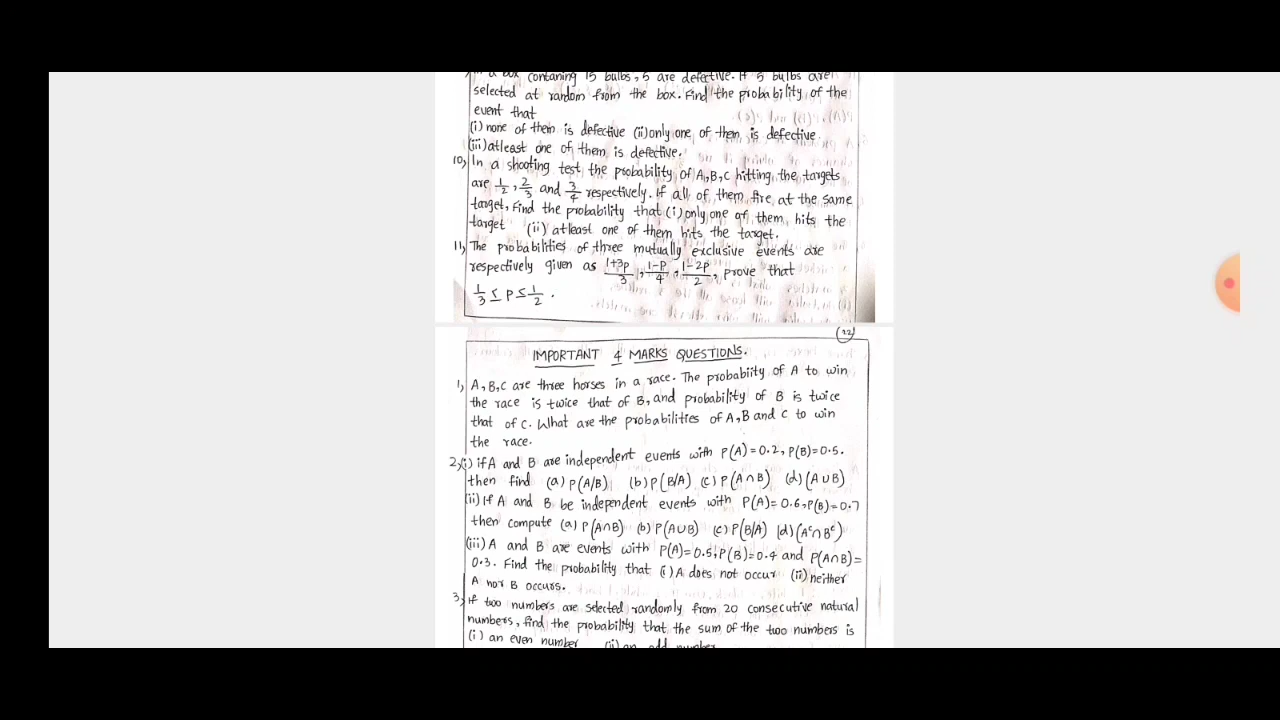 a box contaning 15 bulbs, 5 are defective. If 5 bulbs are
selected at random from the box. Find the probability of the
event that
(i) none of them is defective (ii) only one of them is defective.
(iii) atleast one of them is defective.
10) In a shooting test the probability of A, B, C hitting the targets
are 1/2, 2/3 and 3/4 respectively. if all of them fire at the same
target, Find the probability that (i) only one of them hits the
target (ii) atleast one of them hits the target.
11) The probabilities of three mutually exclusive events are
respectively given as 1+3p/3, 1-P/4, 1-2P/2, prove that
1/3 ≤ P ≤ 1/2.
22
IMPORTANT 4 MARKS QUESTIONS.
1) A, B, C are three horses in a race. The probabiity of A to win
the race is twice that of B, and probability of B is twice
that of C. What are the probabilities of A, B and C to win
the race.
2) (i) if A and B are independent events with P(A)=0.2, P(B)=0.5.
then find (a) P(A/B) (b) P(B/A) (c) P(A∩B) (d) (A∪B)
(ii) If A and B be independent events with P(A)=0.6, P(B)=0.7
then compute (a) P(A∩B) (b) P(A∪B) (c) P(B/A) (d) (Aᶜ∩Bᶜ)
(iii) A and B are events with P(A)=0.5, P(B)=0.4 and P(A∩B)=
0.3. Find the probability that (i) A does not occur (ii) neither
A nor B occurs.
3) If two numbers are selected randomly from 20 consecutive natural
numbers, find the probability that the sum of the two numbers is
(i) an even number (ii) an odd number